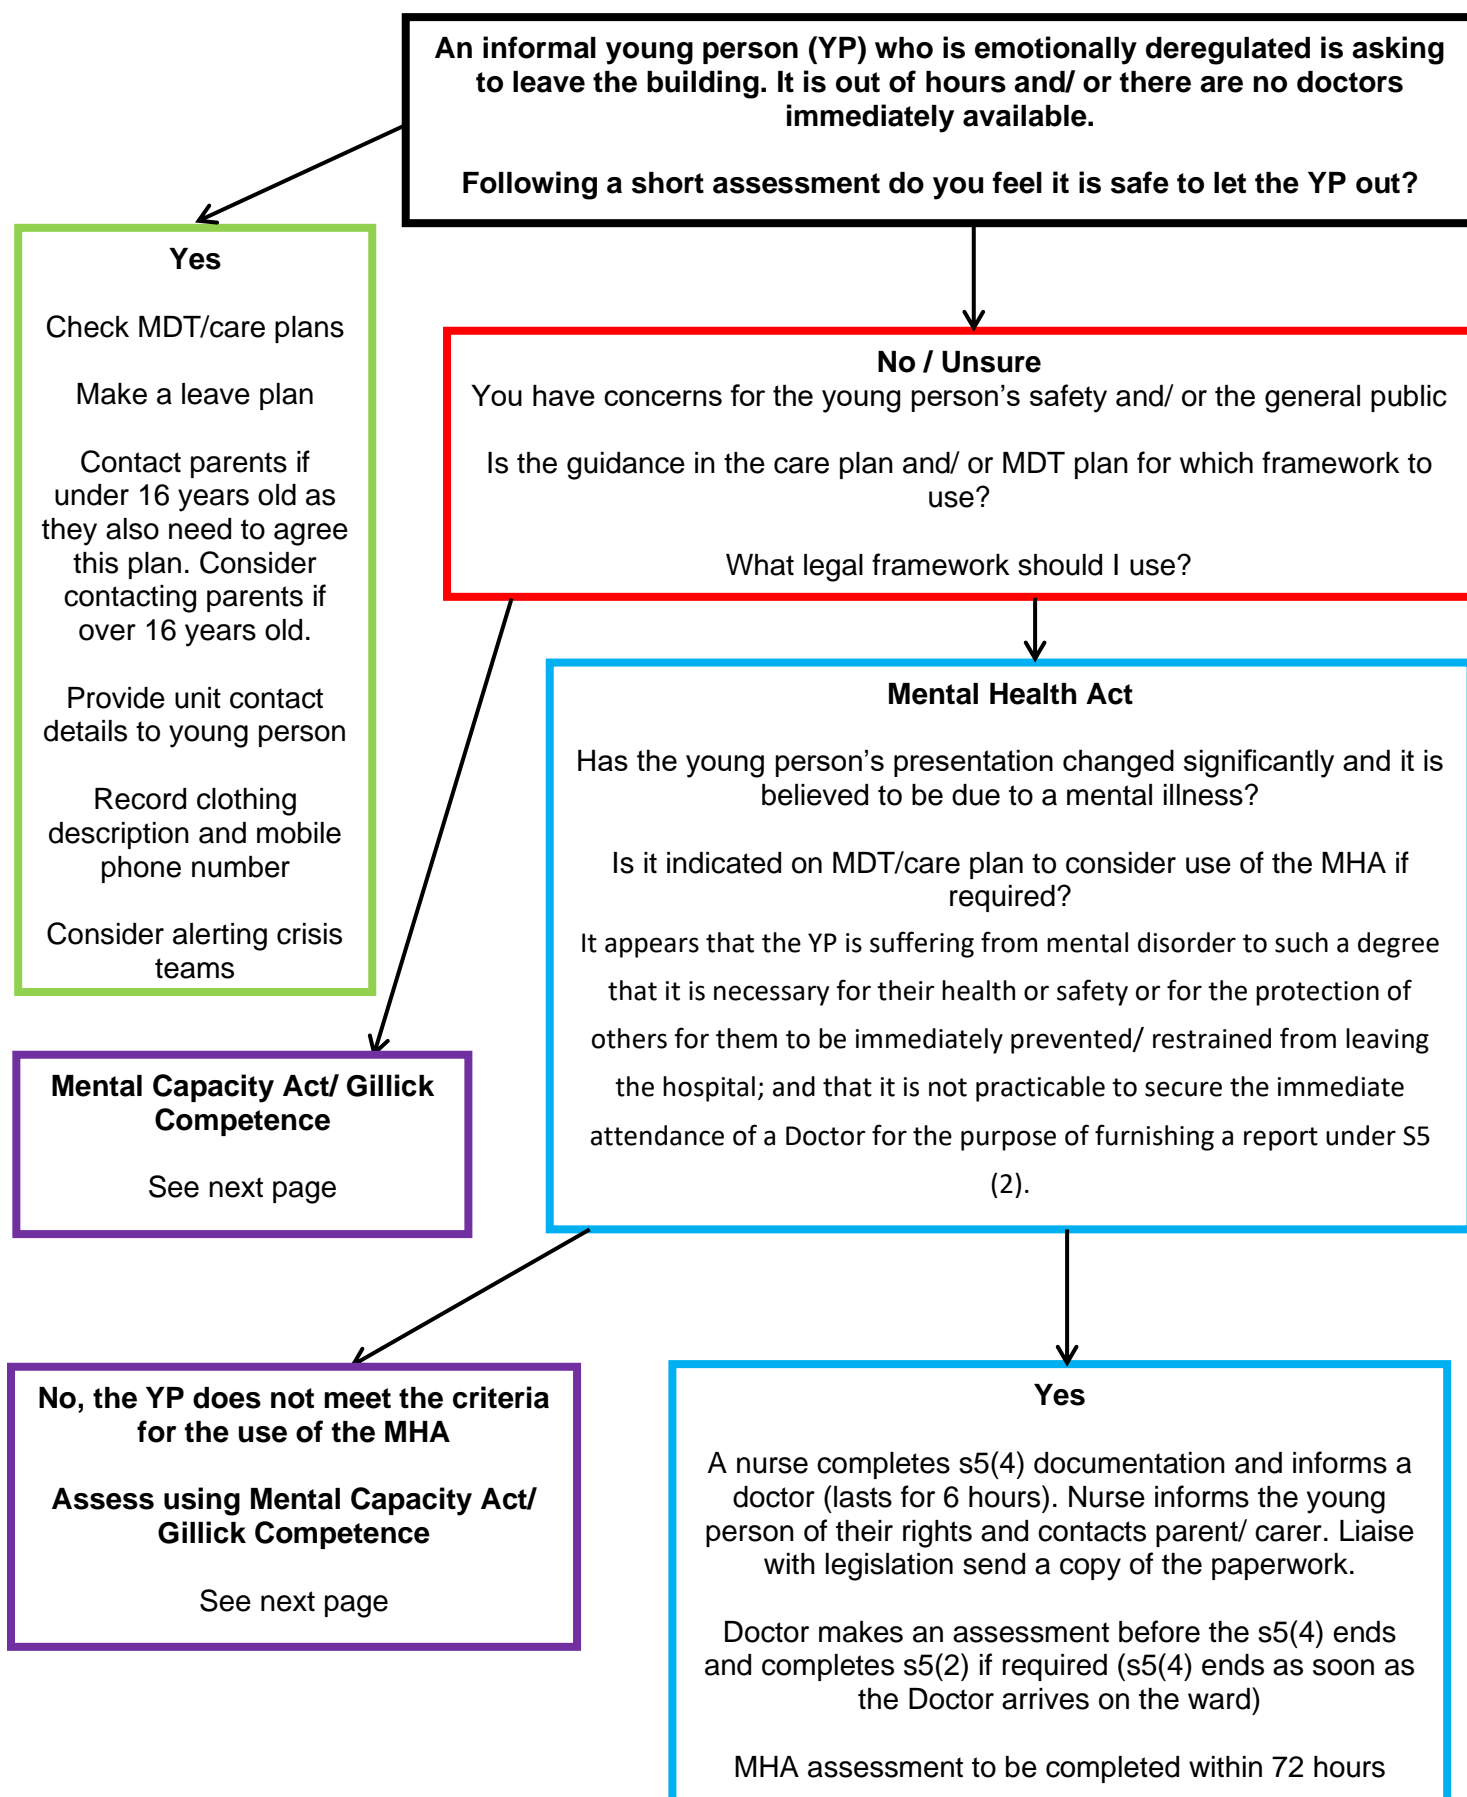 An informal young person (YP) who is emotionally deregulated is asking
to leave the building. It is out of hours and/ or there are no doctors
immediately available.
Following a short assessment do you feel it is safe to let the YP out?
Yes
Check MDT/care plans
Make a leave plan
Contact parents if
under 16 years old as
they also need to agree
this plan. Consider
contacting parents if
over 16 years old.
Provide unit contact
details to young person
Record clothing
description and mobile
phone number
Consider alerting crisis
teams
No / Unsure
You have concerns for the young person's safety and/ or the general public
Is the guidance in the care plan and/ or MDT plan for which framework to
use?
What legal framework should I use?
Mental Health Act
Has the young person's presentation changed significantly and it is
believed to be due to a mental illness?
Is it indicated on MDT/care plan to consider use of the MHA if
required?
It appears that the YP is suffering from mental disorder to such a degree
that it is necessary for their health or safety or for the protection of
others for them to be immediately prevented/ restrained from leaving
the hospital; and that it is not practicable to secure the immediate
attendance of a Doctor for the purpose of furnishing a report under S5
(2).
Mental Capacity Act/ Gillick
Competence
See next page
No, the YP does not meet the criteria
for the use of the MHA
Assess using Mental Capacity Act/
Gillick Competence
See next page
Yes
A nurse completes s5(4) documentation and informs a
doctor (lasts for 6 hours). Nurse informs the young
person of their rights and contacts parent/ carer. Liaise
with legislation send a copy of the paperwork.
Doctor makes an assessment before the s5(4) ends
and completes s5(2) if required (s5(4) ends as soon as
the Doctor arrives on the ward)
MHA assessment to be completed within 72 hours